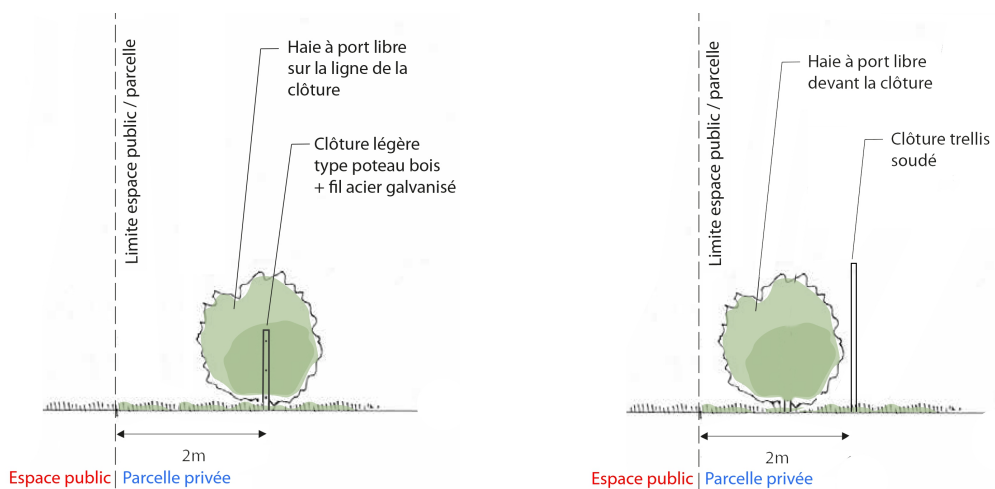 Limite espace public / parcelle
Haie à port libre
sur la ligne de la
clôture
Clôture légère
type poteau bois
+ fil acier galvanisé
2m
Espace public
Parcelle privée
Limite espace public / parcelle
Haie à port libre
devant la clôture
Clôture trellis
soudé
2m
Espace public
Parcelle privée